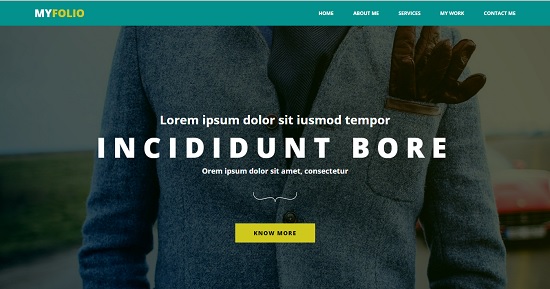 MYFOLIO
HOME ABOUT ME SERVICES MY WORK CONTACT ME
Lorem ipsum dolor sit iusmod tempor
INCIDIDUNT BORE
Orem ipsum dolor sit amet, consectetur
KNOW MORE